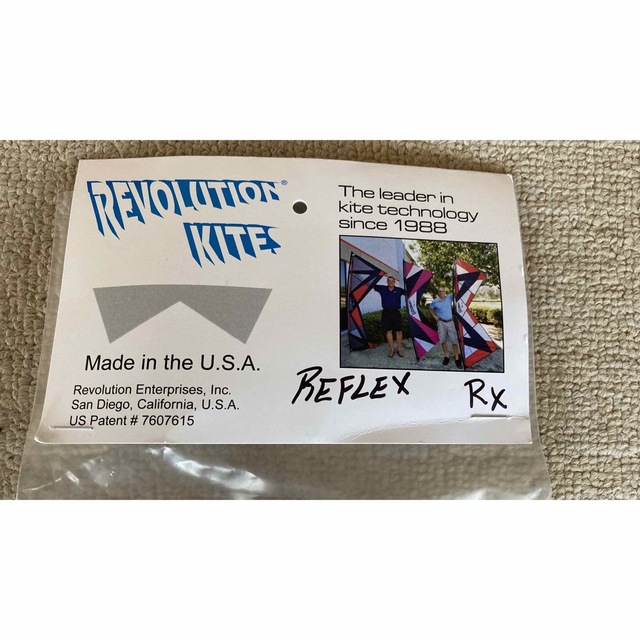 REVOLUTION®
KITES
Made in the U.S.A.
Revolution Enterprises, Inc.
San Diego, California, U.S.A.
US Patent # 7607615
The leader in
kite technology
since 1988
REFLEX RX